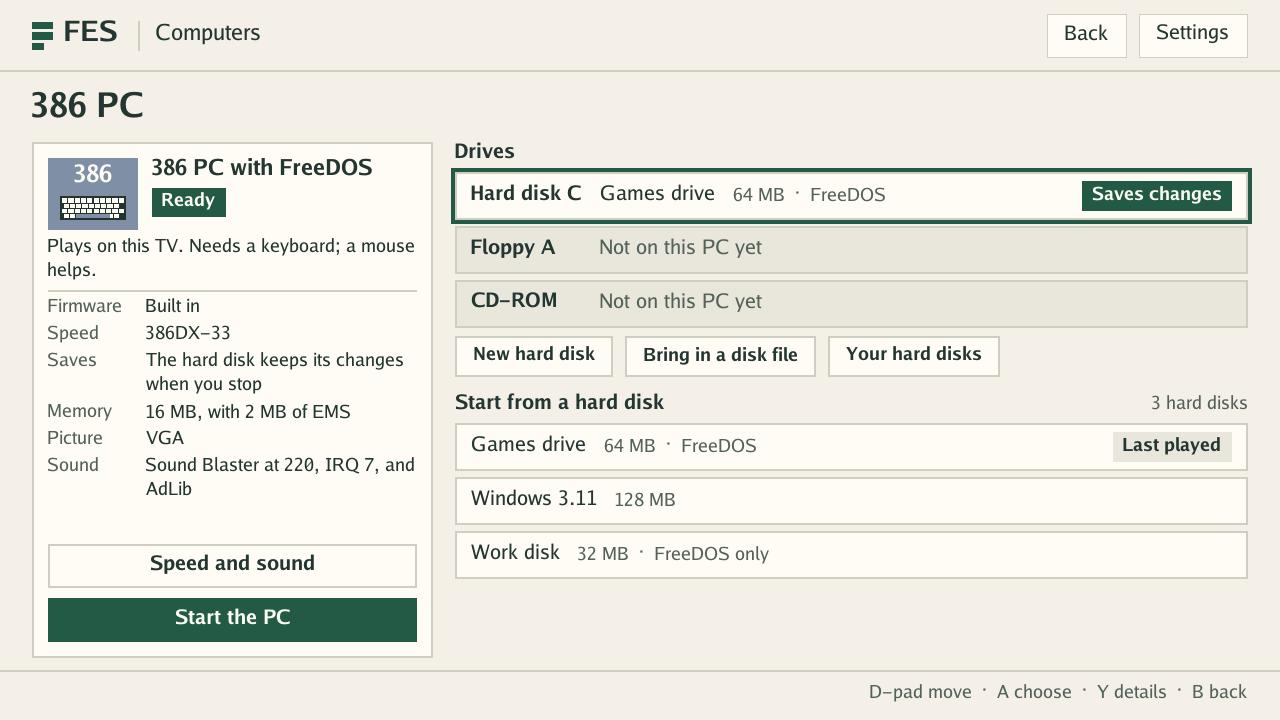 FES
Computers
Back
Settings
386 PC
386
386 PC with FreeDOS
Ready
Plays on this TV. Needs a keyboard; a mouse
helps.
Firmware Built in
Speed 386DX–33
Saves The hard disk keeps its changes
when you stop
Memory 16 MB, with 2 MB of EMS
Picture VGA
Sound Sound Blaster at 220, IRQ 7, and
AdLib
Speed and sound
Start the PC
Drives
Hard disk C Games drive 64 MB · FreeDOS Saves changes
Floppy A Not on this PC yet
CD–ROM Not on this PC yet
New hard disk
Bring in a disk file
Your hard disks
Start from a hard disk 3 hard disks
Games drive 64 MB · FreeDOS Last played
Windows 3.11 128 MB
Work disk 32 MB · FreeDOS only
D–pad move · A choose · Y details · B back